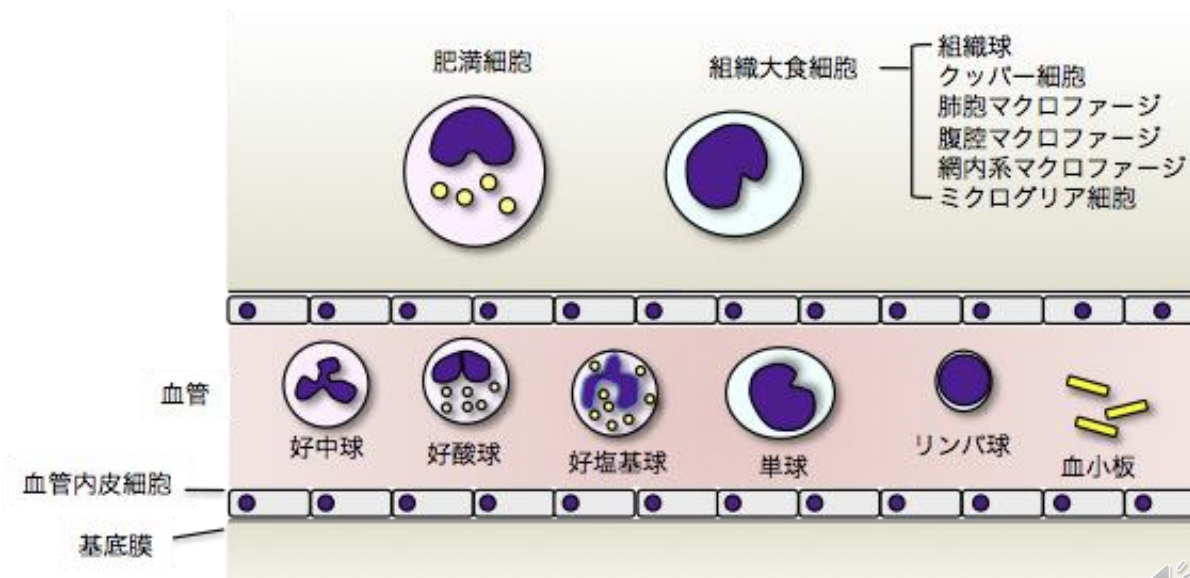 肥満細胞
組織大食細胞
組織球
クッパー細胞
肺胞マクロファージ
腹腔マクロファージ
網内系マクロファージ
ミクログリア細胞
血管
好中球
好酸球
好塩基球
単球
リンパ球
血小板
血管内皮細胞
基底膜